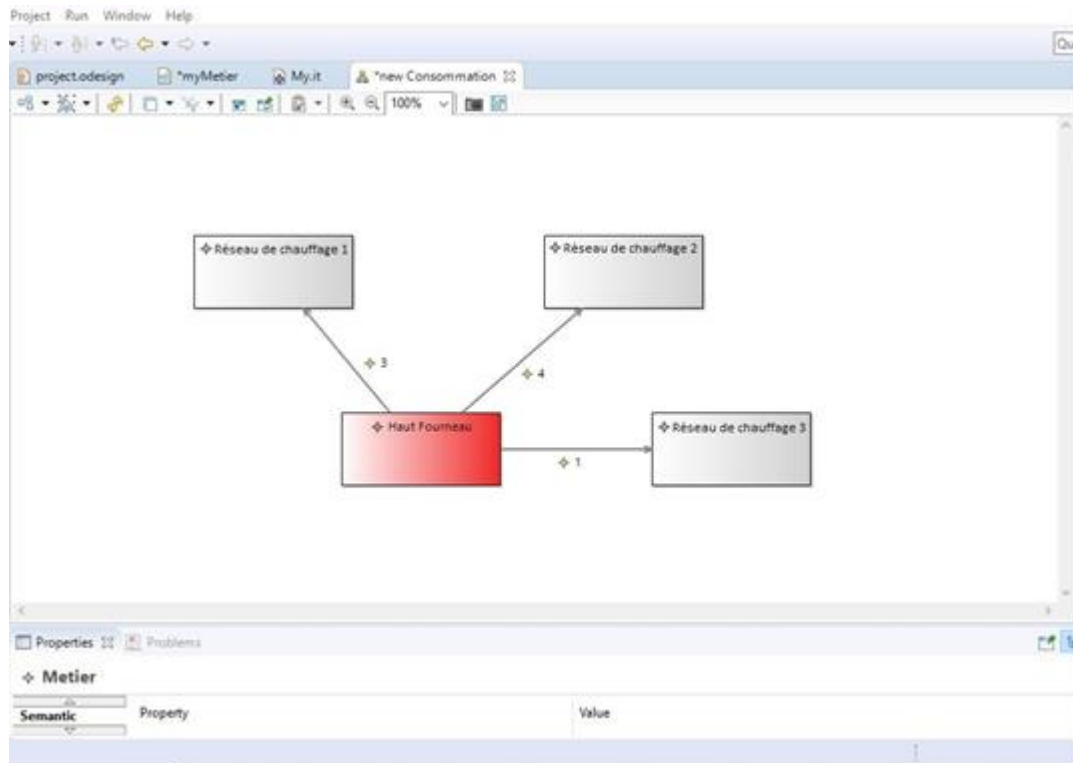 Project Run Window Help
Qu
project.odesign *myMetier My.it *new Consommation
100%
Réseau de chauffage 1
Réseau de chauffage 2
3
4
Haut Fourneau
Réseau de chauffage 3
1
Properties Problems
Metier
Semantic Property Value